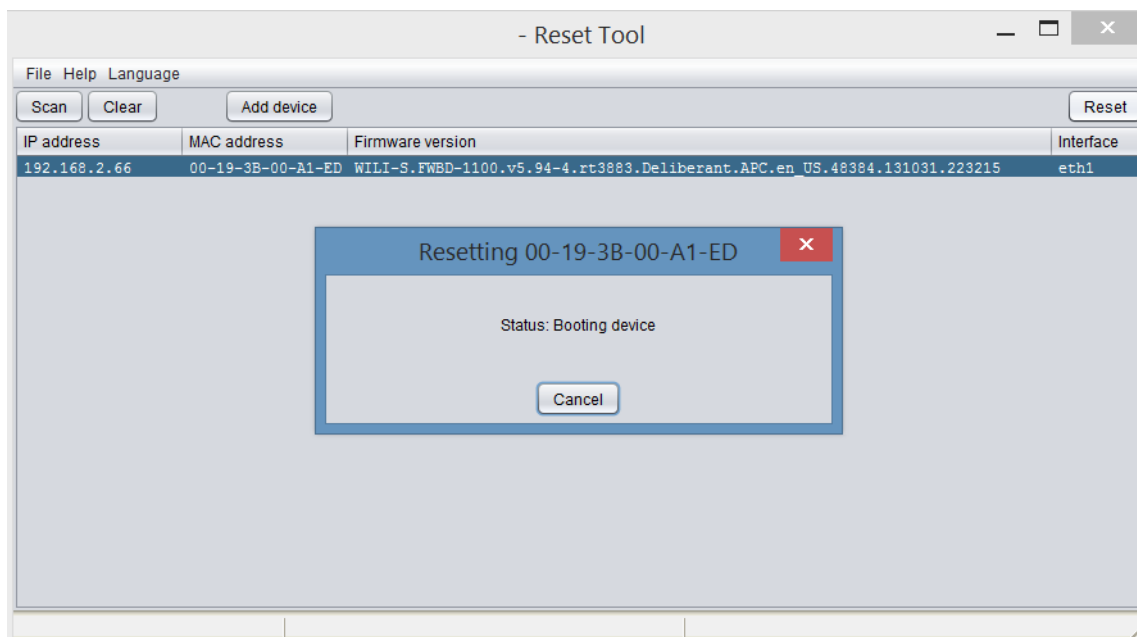 - Reset Tool
File Help Language
Scan Clear Add device Reset
IP address MAC address Firmware version Interface
192.168.2.66 00-19-3B-00-A1-ED WILI-S.FWBD-1100.v5.94-4.rt3883.Deliberant.APC.en_US.48384.131031.223215 eth1
Resetting 00-19-3B-00-A1-ED
Status: Booting device
Cancel